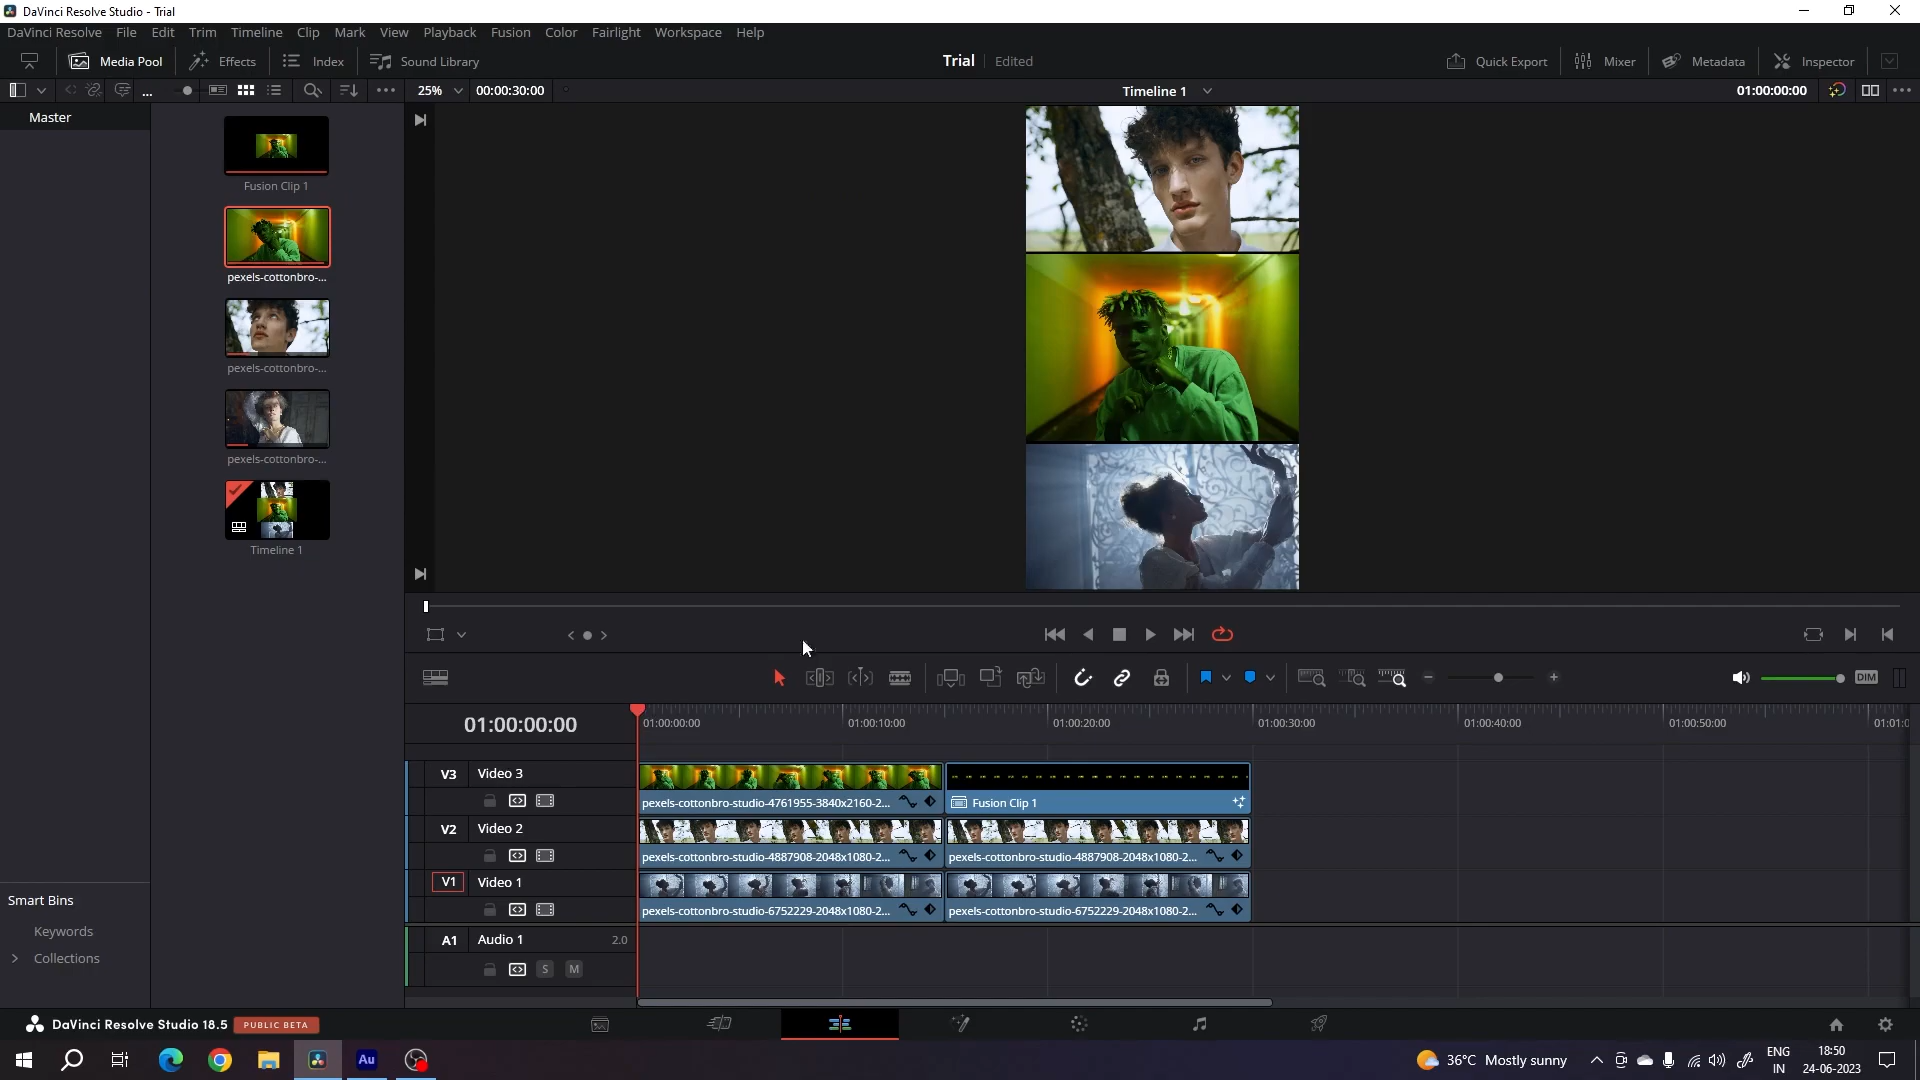 DaVinci Resolve Studio - Trial
DaVinci Resolve File Edit Trim Timeline Clip Mark View Playback Fusion Color Fairlight Workspace Help
Media Pool Effects Index Sound Library Trial Edited Quick Export Mixer Metadata Inspector
25% 00:00:30:00 Timeline 1 01:00:00:00
Master
Fusion Clip 1
pexels-cottonbro-...
pexels-cottonbro-...
pexels-cottonbro-...
Timeline 1
DIM
01:00:00:00 01:00:00:00 01:00:10:00 01:00:20:00 01:00:30:00 01:00:40:00 01:00:50:00 01:01:0
V3 Video 3
pexels-cottonbro-studio-4761955-3840x2160-2... Fusion Clip 1
V2 Video 2
pexels-cottonbro-studio-4887908-2048x1080-2... pexels-cottonbro-studio-4887908-2048x1080-2...
V1 Video 1
pexels-cottonbro-studio-6752229-2048x1080-2... pexels-cottonbro-studio-6752229-2048x1080-2...
A1 Audio 1 2.0
S M
Smart Bins
Keywords
Collections
DaVinci Resolve Studio 18.5 PUBLIC BETA
Au 36°C Mostly sunny ENG IN 18:50 24-06-2023